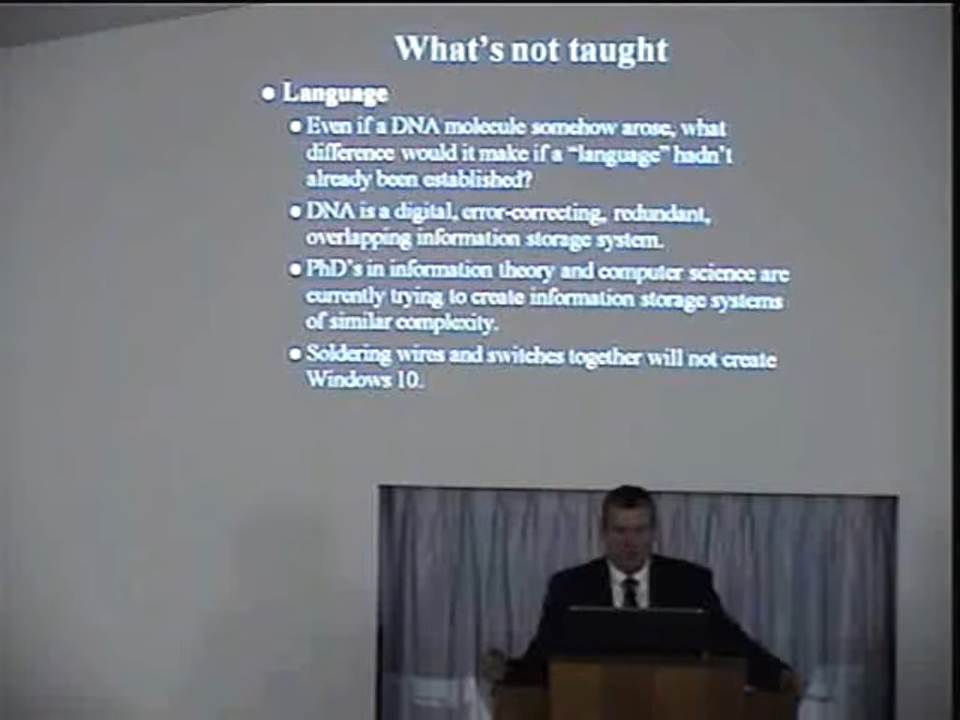 What's not taught
• Language
• Even if a DNA molecule somehow arose, what
difference would it make if a "language" hadn't
already been established?
• DNA is a digital, error-correcting, redundant,
overlapping information storage system.
• PhD's in information theory and computer science are
currently trying to create information storage systems
of similar complexity.
• Soldering wires and switches together will not create
Windows 10.